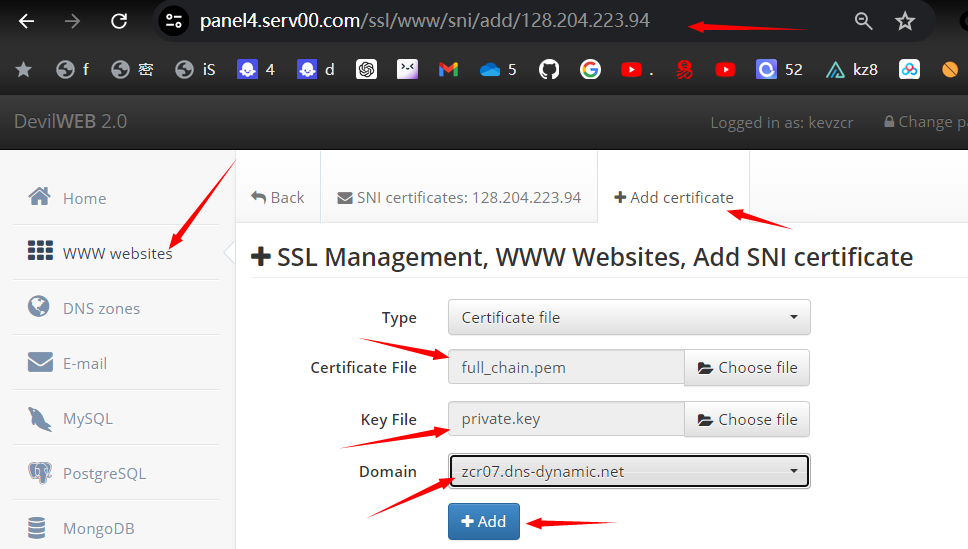 panel4.serv00.com/ssl/www/sni/add/128.204.223.94
f 密 iS 4 d 5 . 52 kz8
DevilWEB 2.0 Logged in as: kevzcr Change pa
Home
WWW websites
DNS zones
E-mail
MySQL
PostgreSQL
MongoDB
Back SNI certificates: 128.204.223.94 Add certificate
SSL Management, WWW Websites, Add SNI certificate
Type Certificate file
Certificate File full_chain.pem Choose file
Key File private.key Choose file
Domain zcr07.dns-dynamic.net
Add